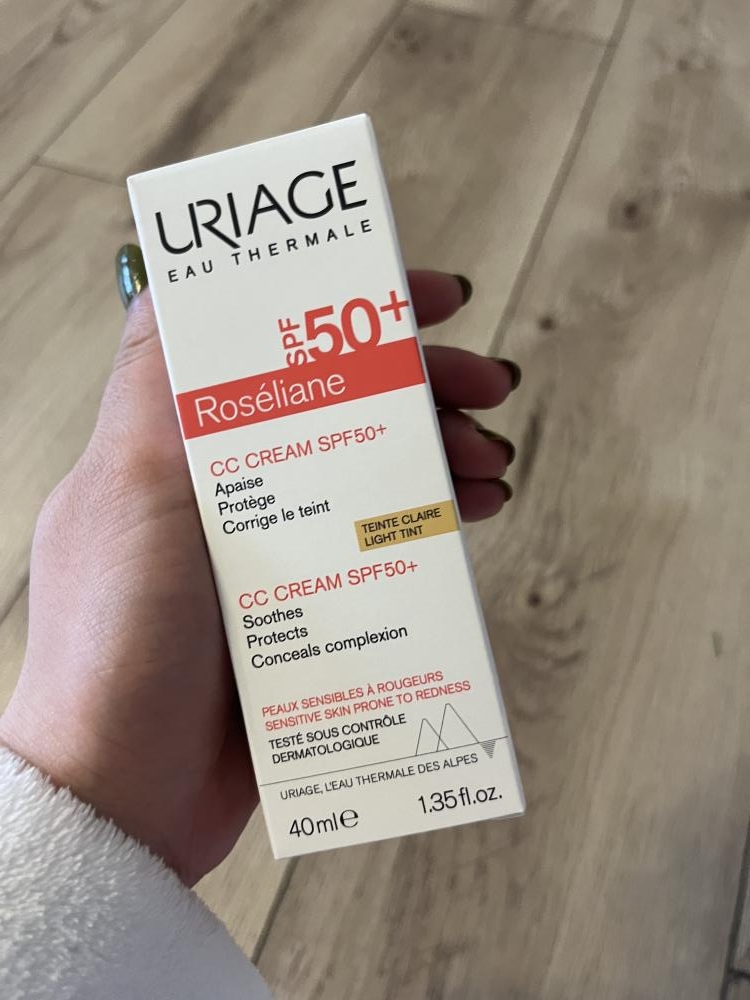 URIAGE
EAU THERMALE
SPF50+
Roséliane
CC CREAM SPF50+
Apaise
Protège
Corrige le teint
TEINTE CLAIRE
LIGHT TINT
CC CREAM SPF50+
Soothes
Protects
Conceals complexion
PEAUX SENSIBLES À ROUGEURS
SENSITIVE SKIN PRONE TO REDNESS
TESTÉ SOUS CONTRÔLE
DERMATOLOGIQUE
URIAGE, L'EAU THERMALE DES ALPES
40ml℮ 1.35fl.oz.